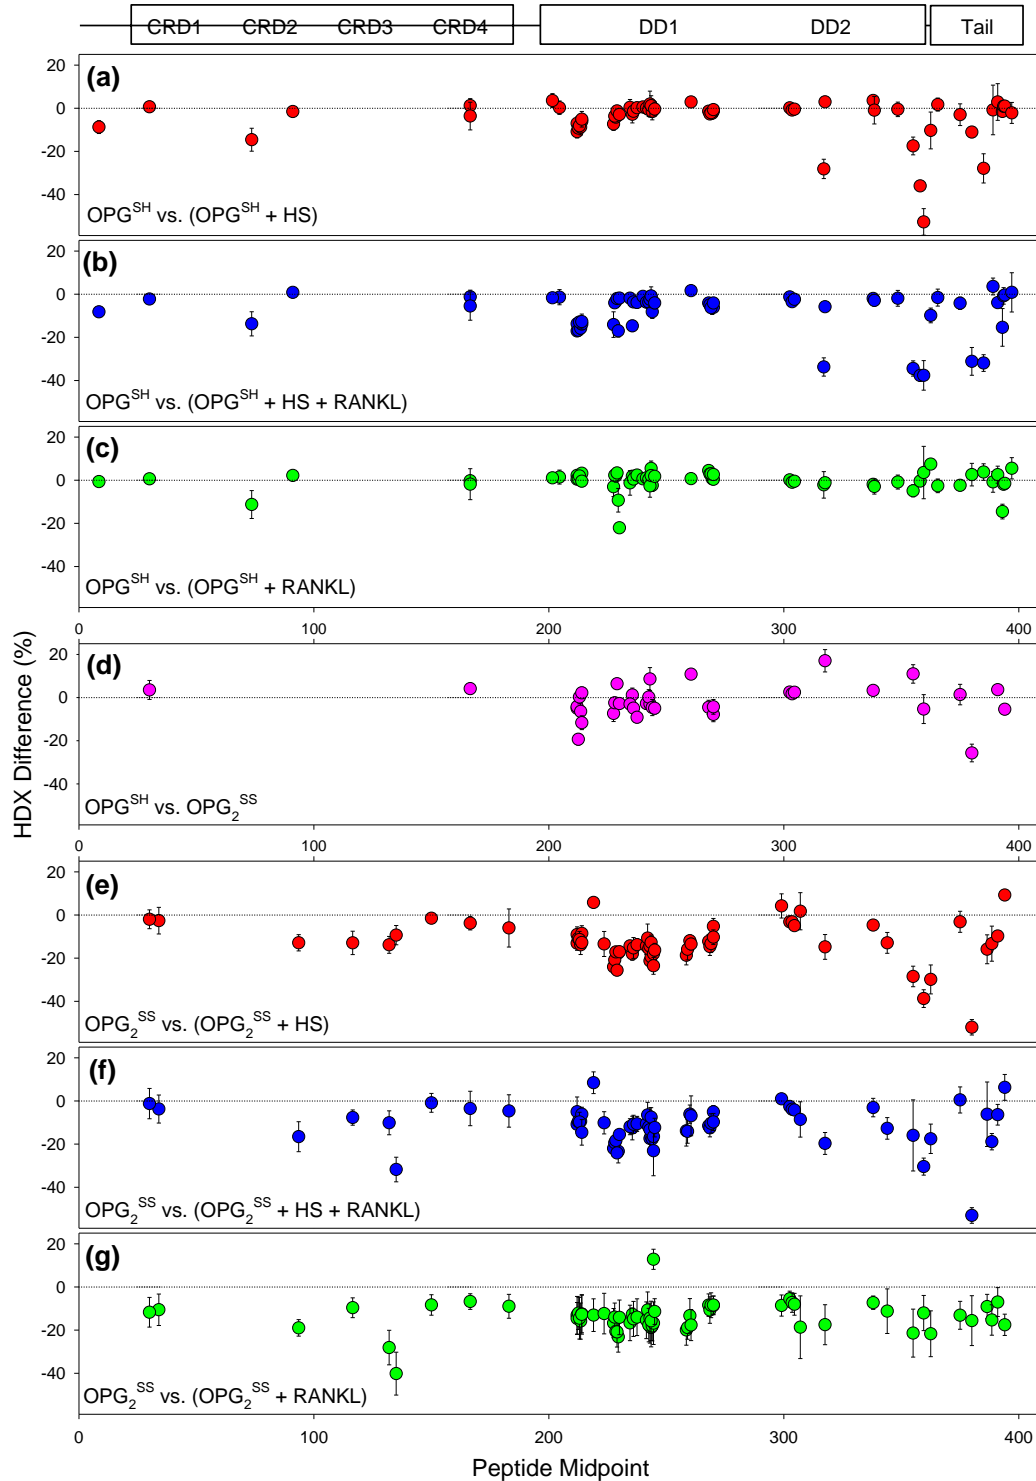 CRD1 CRD2 CRD3 CRD4 DD1 DD2 Tail
HDX Difference (%)
(a)
20
0
-20
-40
OPG^SH vs. (OPG^SH + HS)
(b)
20
0
-20
-40
OPG^SH vs. (OPG^SH + HS + RANKL)
(c)
20
0
-20
-40
OPG^SH vs. (OPG^SH + RANKL)
0 100 200 300 400
(d)
20
0
-20
-40
OPG^SH vs. OPG₂^SS
0 100 200 300 400
(e)
20
0
-20
-40
OPG₂^SS vs. (OPG₂^SS + HS)
(f)
20
0
-20
-40
OPG₂^SS vs. (OPG₂^SS + HS + RANKL)
(g)
20
0
-20
-40
OPG₂^SS vs. (OPG₂^SS + RANKL)
0 100 200 300 400
Peptide Midpoint